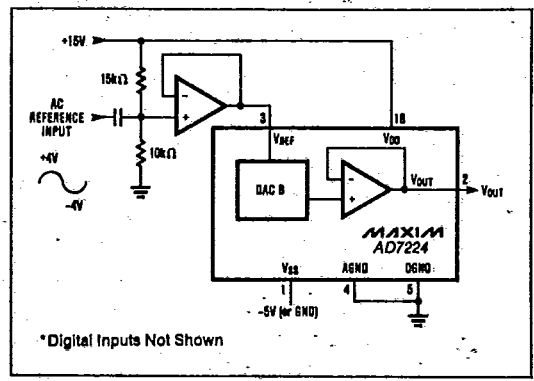 +15V
15kΩ
AC
REFERENCE
INPUT
+4V
-4V
10kΩ
-
+
3
18
VREF
VDD
DAC B
-
+
VOUT
2
VOUT
MAXIM
AD7224
VSS
AGND
DGND
1
4
5
-5V (or GND)
*Digital Inputs Not Shown